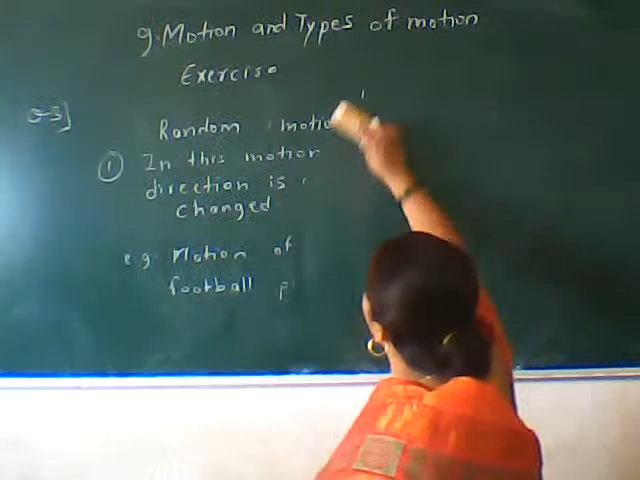 9. Motion and Types of motion
Exercise
Q-3]
Random motio
① In this motion
direction is
changed
e.g. Motion of
football p